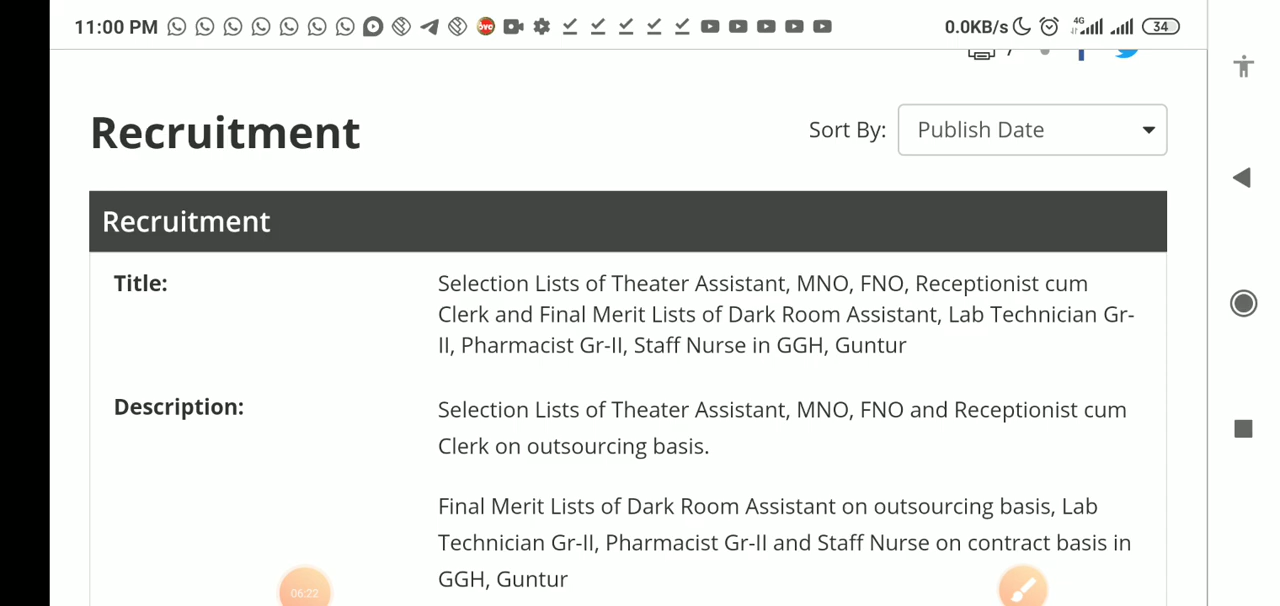 11:00 PM
0.0KB/s 4G 34
Recruitment
Sort By: Publish Date
Recruitment
Title: Selection Lists of Theater Assistant, MNO, FNO, Receptionist cum
Clerk and Final Merit Lists of Dark Room Assistant, Lab Technician Gr-
II, Pharmacist Gr-II, Staff Nurse in GGH, Guntur
Description: Selection Lists of Theater Assistant, MNO, FNO and Receptionist cum
Clerk on outsourcing basis.
Final Merit Lists of Dark Room Assistant on outsourcing basis, Lab
Technician Gr-II, Pharmacist Gr-II and Staff Nurse on contract basis in
GGH, Guntur
06:22